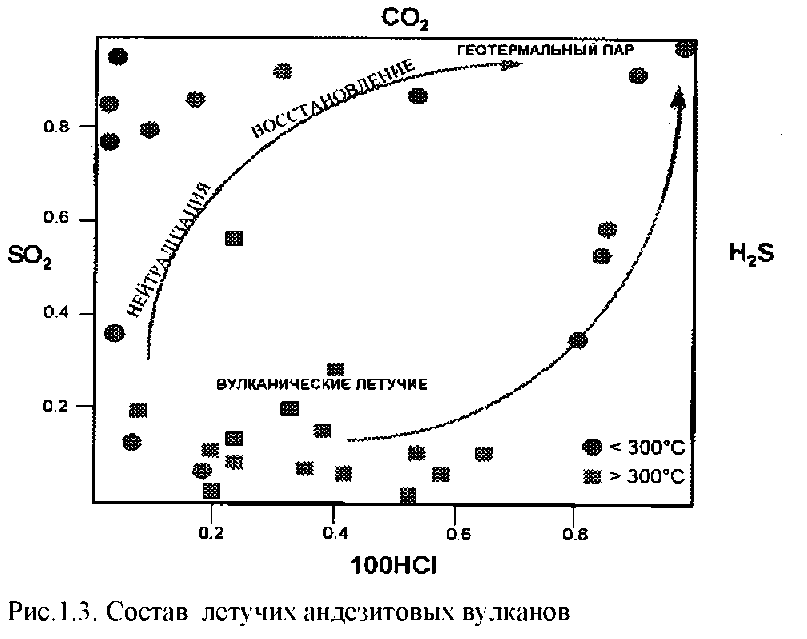 CO₂
ГЕОТЕРМАЛЬНЫЙ ПАР
ВОССТАНОВЛЕНИЕ
НЕЙТРАЛИЗАЦИЯ
0.8
0.6
SO₂
H₂S
0.4
ВУЛКАНИЧЕСКИЕ ЛЕТУЧИЕ
0.2
< 300°C
> 300°C
0.2 0.4 0.6 0.8
100HCl
Рис.1.3. Состав летучих андезитовых вулканов